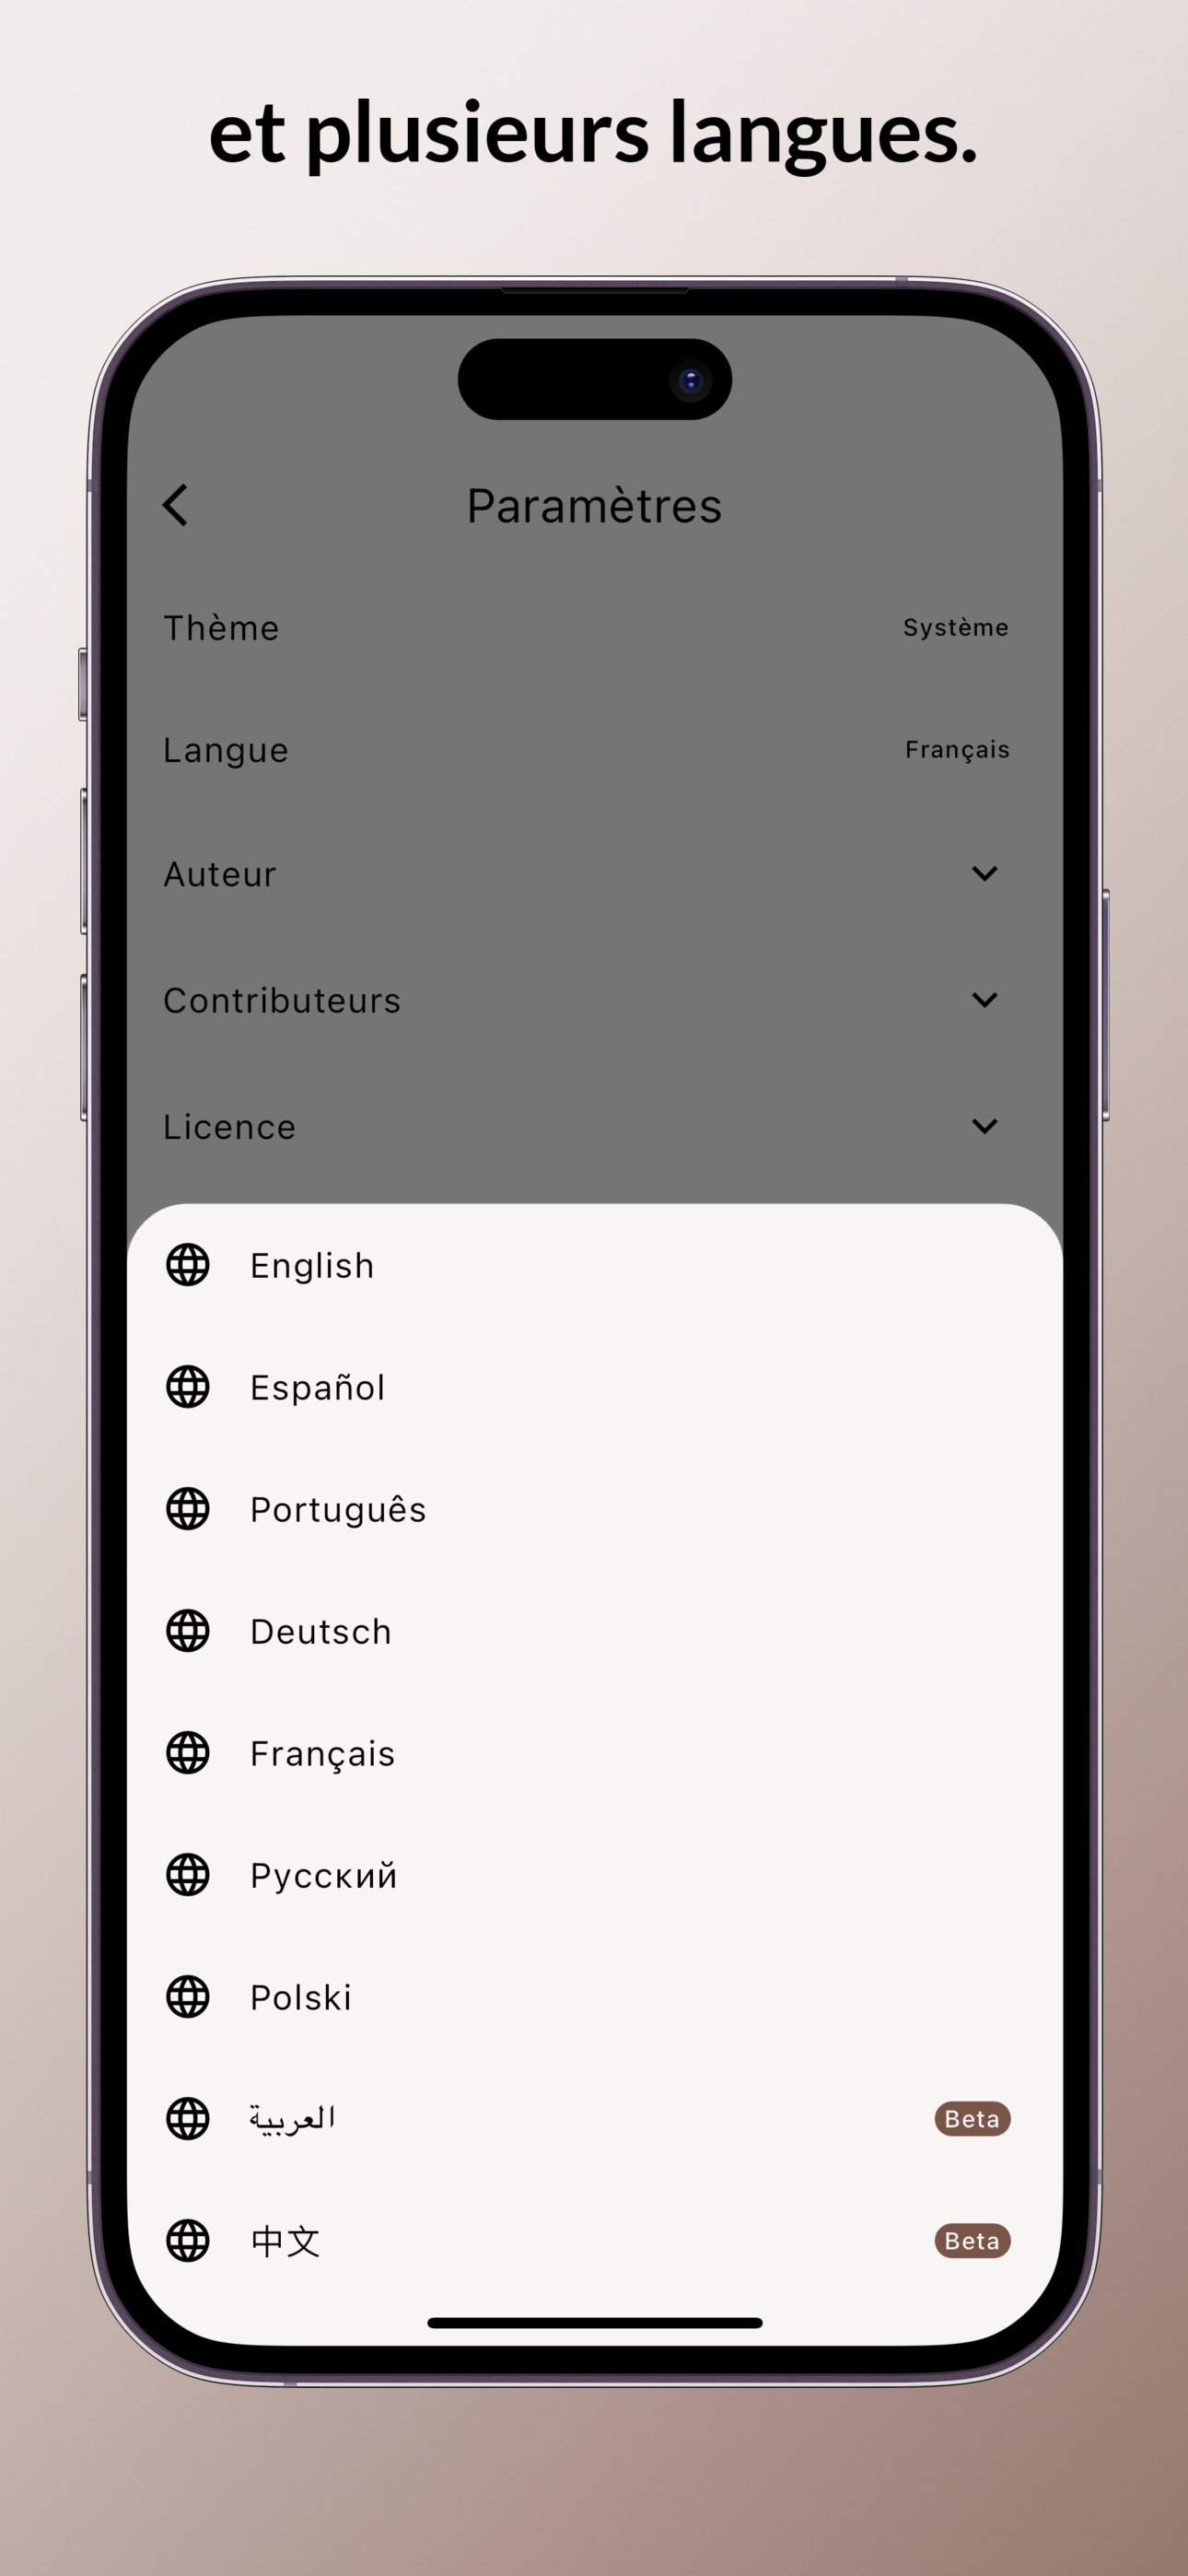 et plusieurs langues.
Paramètres
Thème Système
Langue Français
Auteur
Contributeurs
Licence
English
Español
Português
Deutsch
Français
Русский
Polski
العربية Beta
中文 Beta